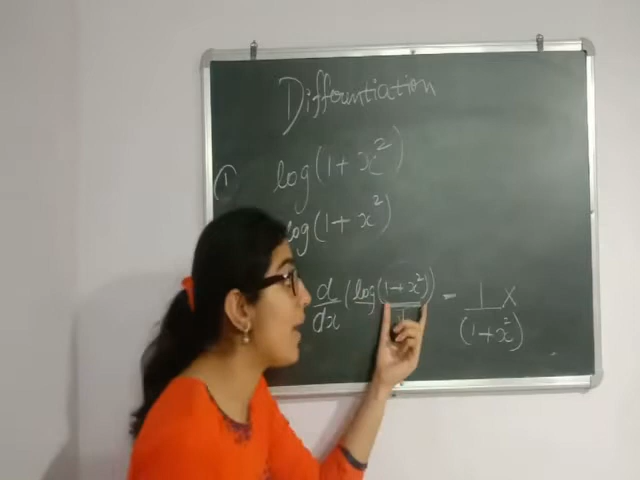 Differentiation
① log(1+x²)
log(1+x²)
d/dx (log(1+x²)) = 1/(1+x²) ×